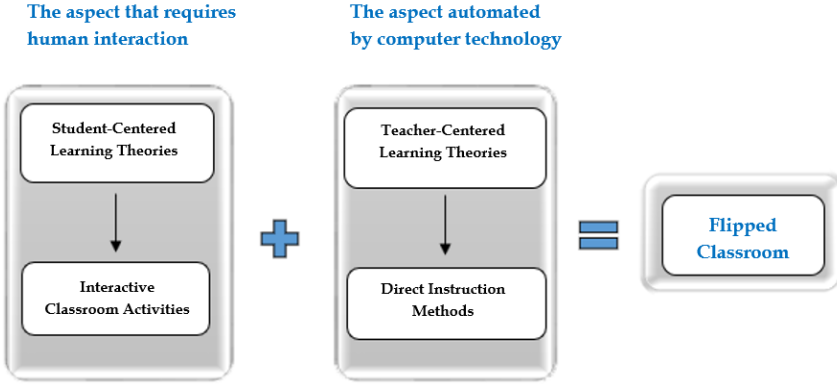 The aspect that requires
human interaction
The aspect automated
by computer technology
Student-Centered
Learning Theories
Interactive
Classroom Activities
Teacher-Centered
Learning Theories
Direct Instruction
Methods
Flipped
Classroom